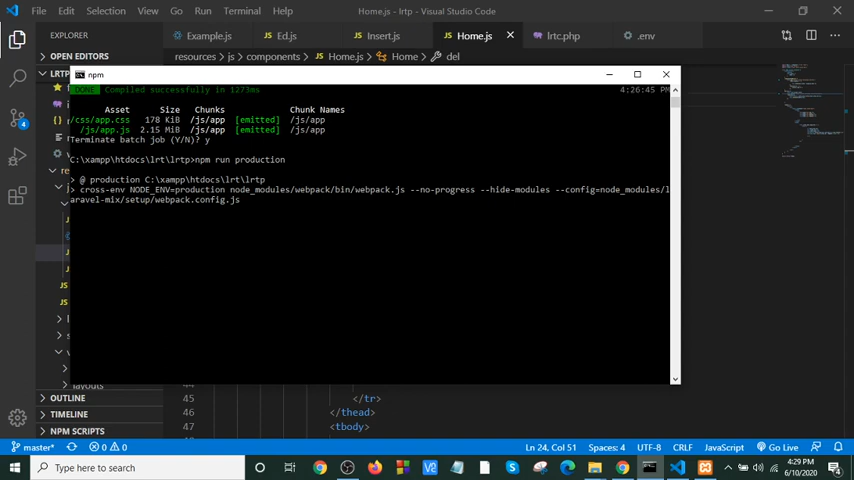 File Edit Selection View Go Run Terminal Help
Home.js - lrtp - Visual Studio Code
EXPLORER
Example.js
Ed.js
Insert.js
Home.js
lrtc.php
.env
OPEN EDITORS
resources > js > components > Home.js > Home > del
LRTP
npm
DONE Compiled successfully in 1273ms
4:26:45 PM
Asset Size Chunks Chunk Names
/css/app.css 178 KiB /js/app [emitted] /js/app
/js/app.js 2.15 MiB /js/app [emitted] /js/app
Terminate batch job (Y/N)? y
C:\xampp\htdocs\lrt\lrtp>npm run production
> @ production C:\xampp\htdocs\lrt\lrtp
> cross-env NODE_ENV=production node_modules/webpack/bin/webpack.js --no-progress --hide-modules --config=node_modules/l
aravel-mix/setup/webpack.config.js
layouts
OUTLINE
TIMELINE
NPM SCRIPTS
45 </tr>
46 </thead>
47 <tbody>
master*
0 0
Ln 24, Col 51
Spaces: 4
UTF-8
CRLF
JavaScript
Go Live
Type here to search
4:29 PM
6/10/2020
4